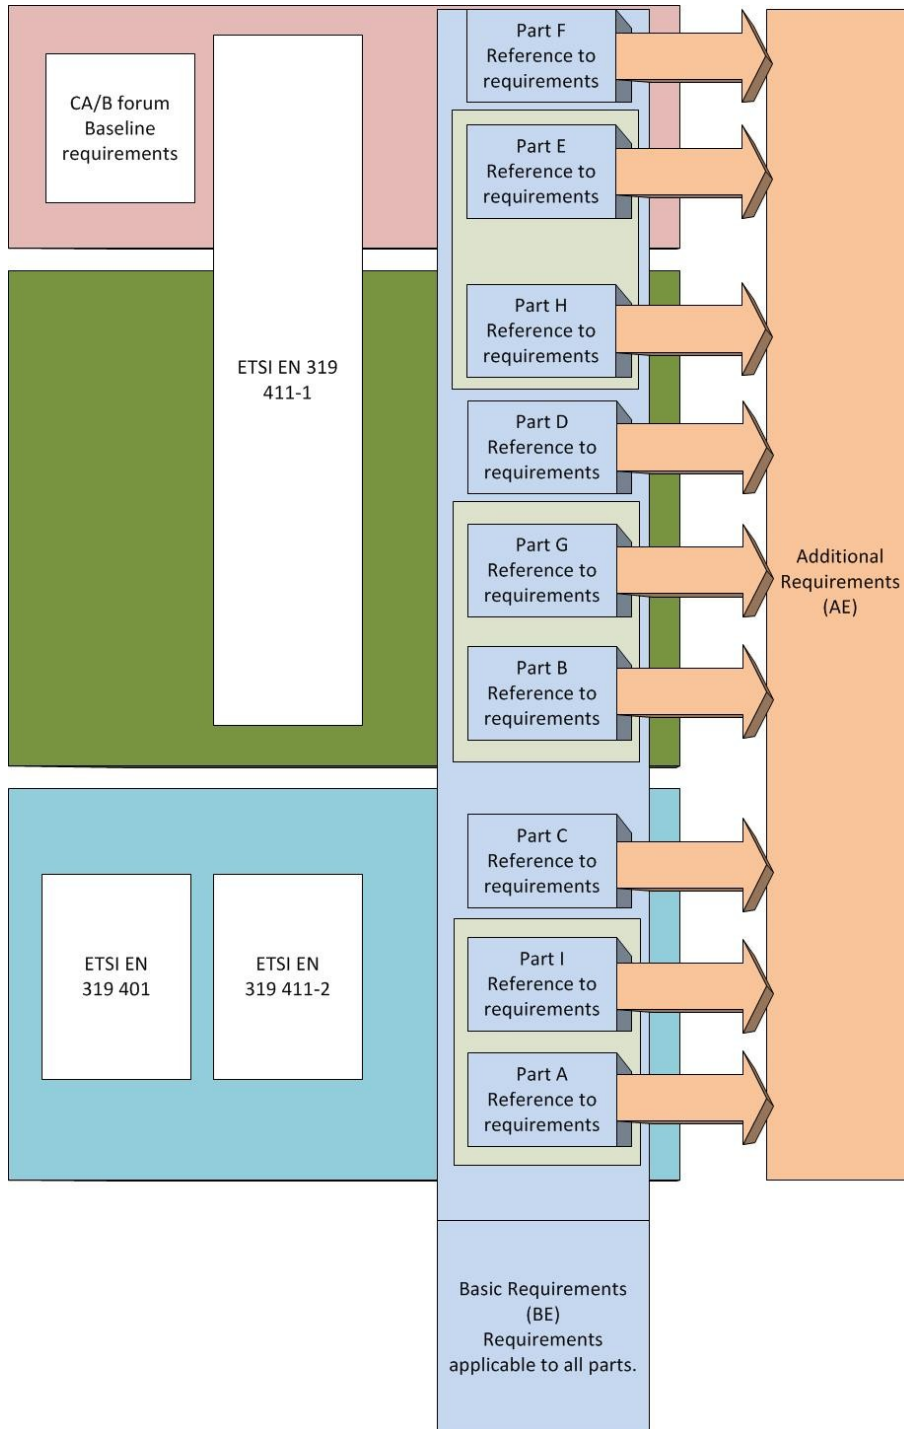 CA/B forum
Baseline
requirements
ETSI EN 319
411-1
ETSI EN
319 401
ETSI EN
319 411-2
Part F
Reference to
requirements
Part E
Reference to
requirements
Part H
Reference to
requirements
Part D
Reference to
requirements
Part G
Reference to
requirements
Part B
Reference to
requirements
Part C
Reference to
requirements
Part I
Reference to
requirements
Part A
Reference to
requirements
Basic Requirements
(BE)
Requirements
applicable to all parts.
Additional
Requirements
(AE)